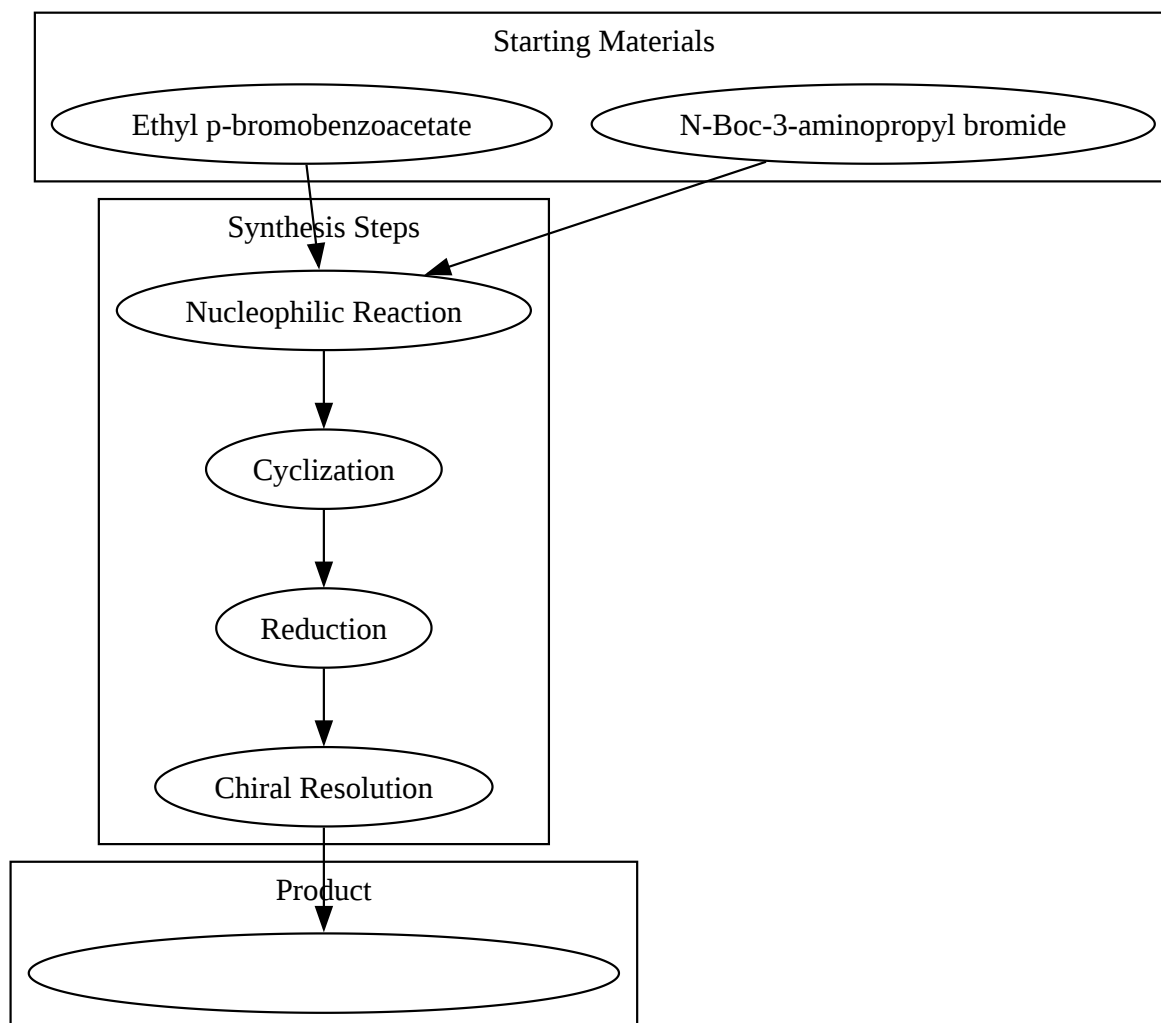 Starting Materials
Ethyl p-bromobenzoacetate
N-Boc-3-aminopropyl bromide
Synthesis Steps
Nucleophilic Reaction
Cyclization
Reduction
Chiral Resolution
Product